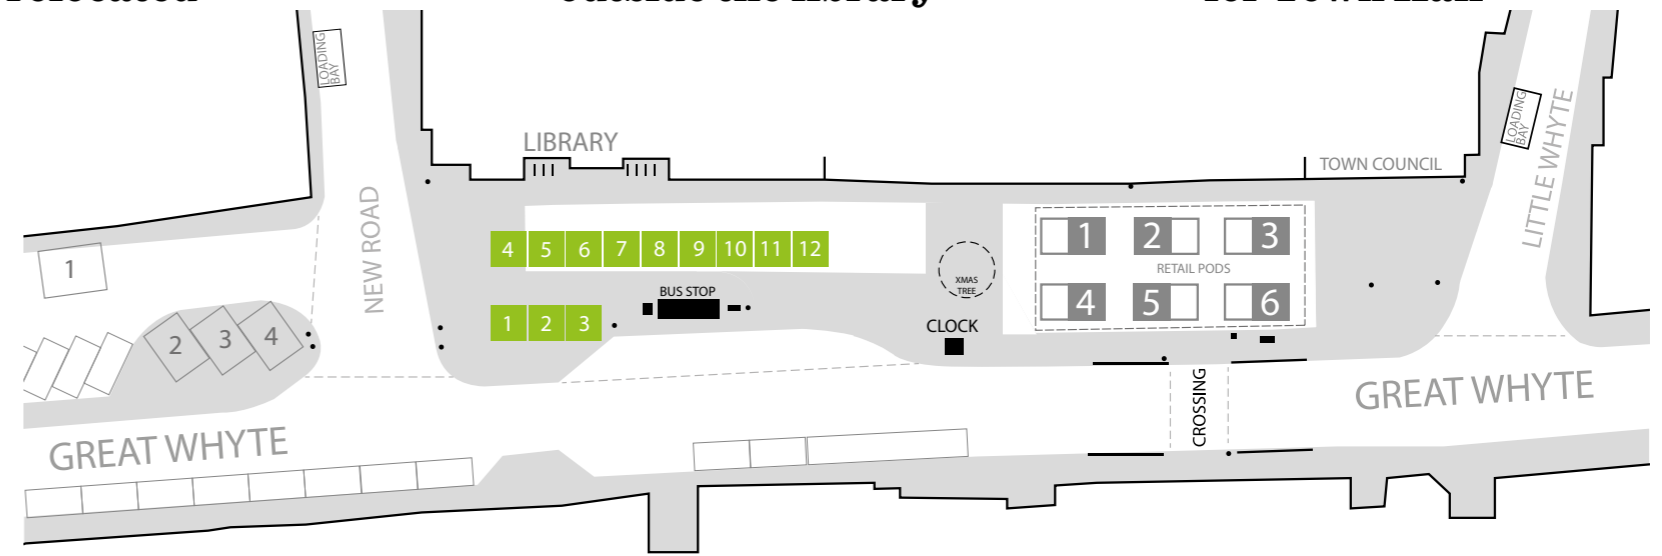 LOADING
BAY
LIBRARY
TOWN COUNCIL
LOADING
BAY
LITTLE WHYTE
NEW ROAD
1
4 5 6 7 8 9 10 11 12
1 2 3
RETAIL PODS
XMAS
TREE
BUS STOP
4 5 6
1 2 3
CLOCK
2 3 4
CROSSING
GREAT WHYTE
GREAT WHYTE